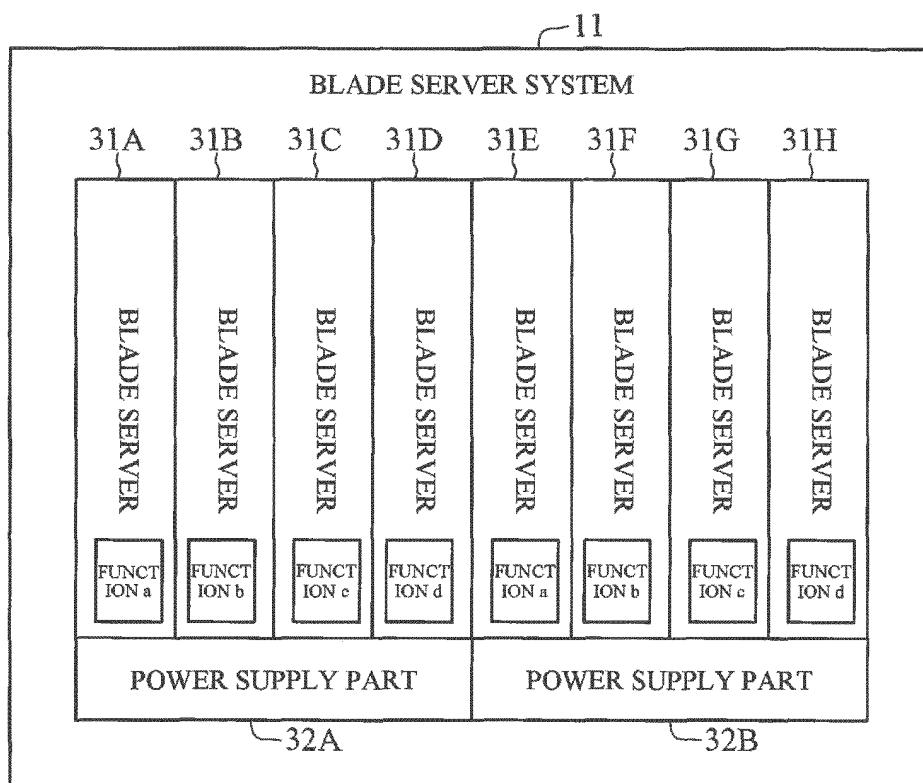 11
BLADE SERVER SYSTEM
31A 31B 31C 31D 31E 31F 31G 31H
BLADE SERVER
BLADE SERVER
BLADE SERVER
BLADE SERVER
BLADE SERVER
BLADE SERVER
BLADE SERVER
BLADE SERVER
FUNCT FUNCT FUNCT FUNCT FUNCT FUNCT FUNCT FUNCT
ION a ION b ION c ION d ION a ION b ION c ION d
POWER SUPPLY PART POWER SUPPLY PART
32A 32B